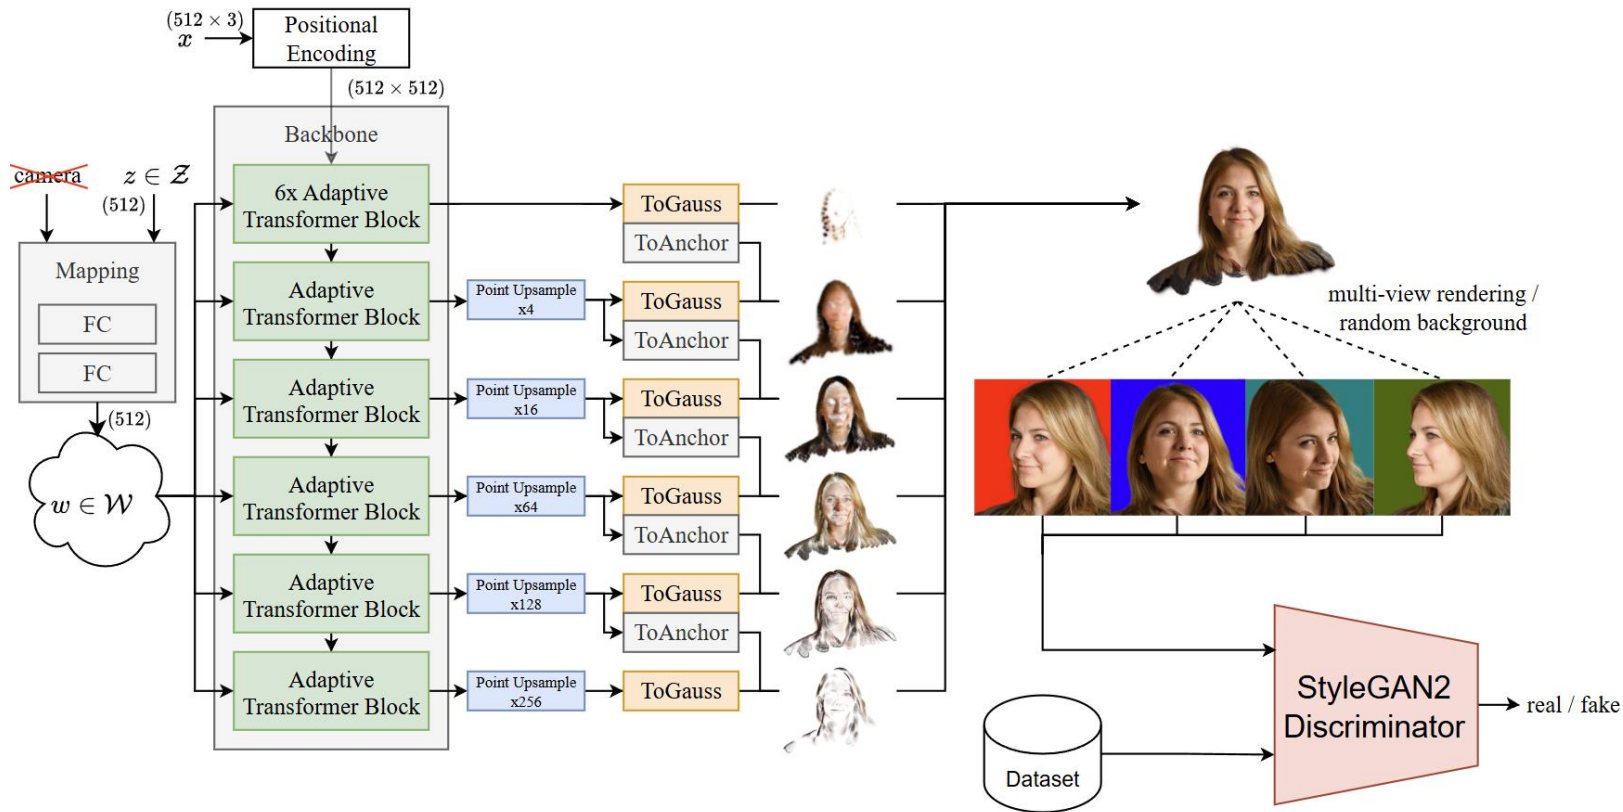 (512 × 3)
x
Positional
Encoding
(512 × 512)
Backbone
camera
z ∈ 𝒵
(512)
Mapping
FC
FC
(512)
w ∈ 𝒲
6x Adaptive
Transformer Block
Adaptive
Transformer Block
Adaptive
Transformer Block
Adaptive
Transformer Block
Adaptive
Transformer Block
Adaptive
Transformer Block
Point Upsample
x4
Point Upsample
x16
Point Upsample
x64
Point Upsample
x128
Point Upsample
x256
ToGauss
ToAnchor
ToGauss
ToAnchor
ToGauss
ToAnchor
ToGauss
ToAnchor
ToGauss
ToAnchor
ToGauss
multi-view rendering /
random background
Dataset
StyleGAN2
Discriminator
real / fake